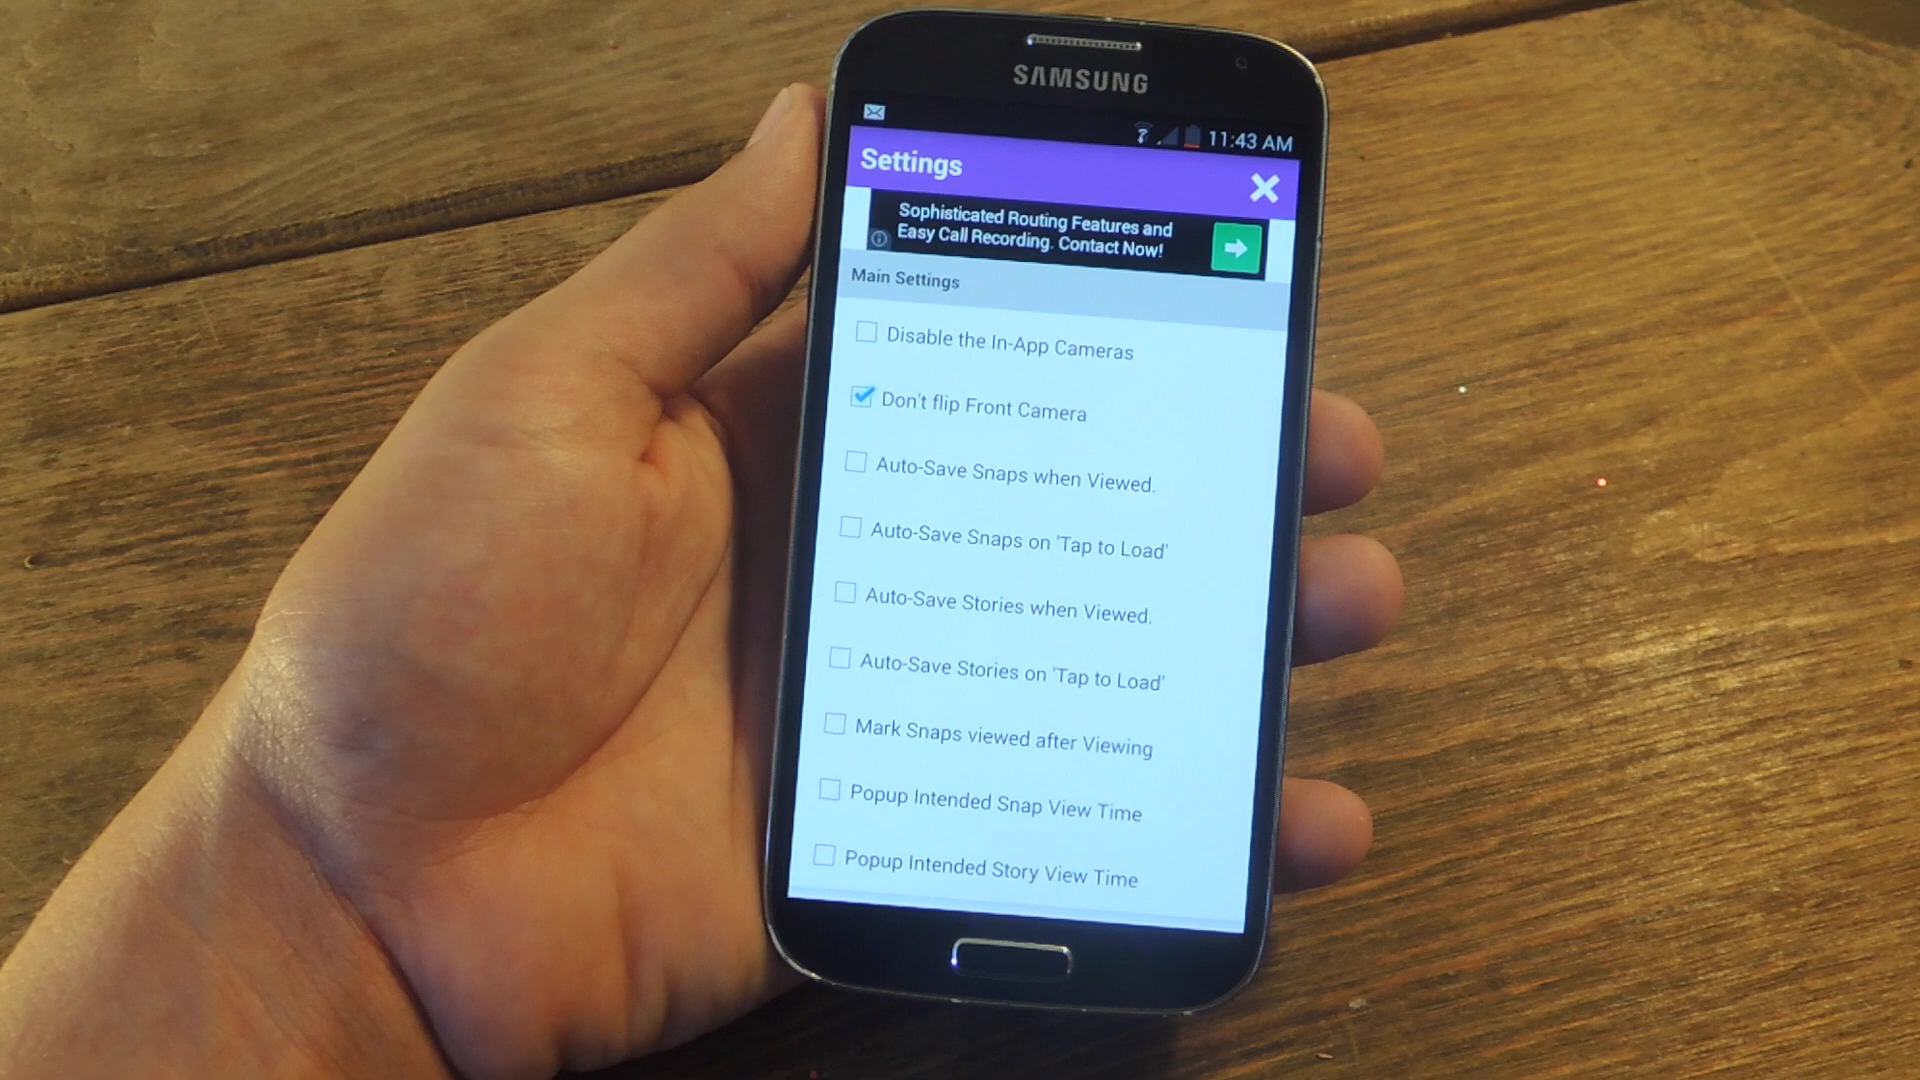 SAMSUNG
11:43 AM
Settings
Sophisticated Routing Features and
Easy Call Recording. Contact Now!
Main Settings
Disable the In-App Cameras
Don't flip Front Camera
Auto-Save Snaps when Viewed.
Auto-Save Snaps on 'Tap to Load'
Auto-Save Stories when Viewed.
Auto-Save Stories on 'Tap to Load'
Mark Snaps viewed after Viewing
Popup Intended Snap View Time
Popup Intended Story View Time